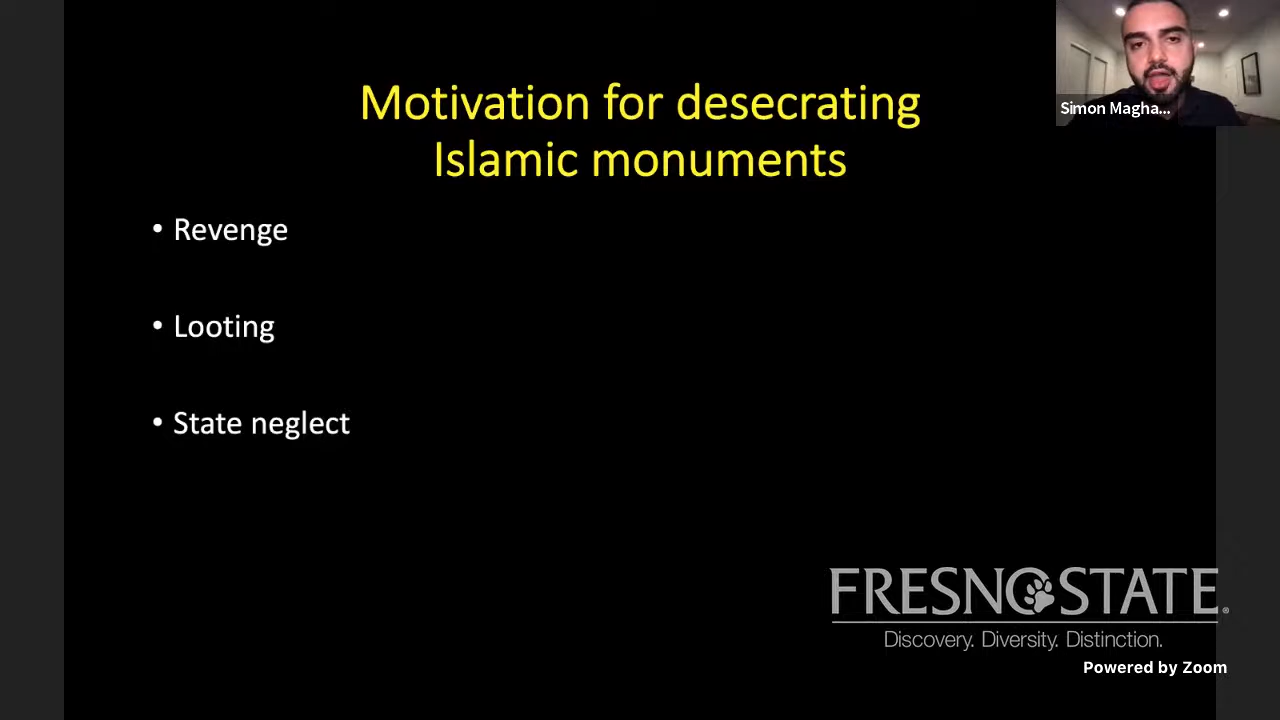 Motivation for desecrating
Islamic monuments
Simon Magha...
• Revenge
• Looting
• State neglect
FRESNO STATE®
Discovery. Diversity. Distinction.
Powered by Zoom